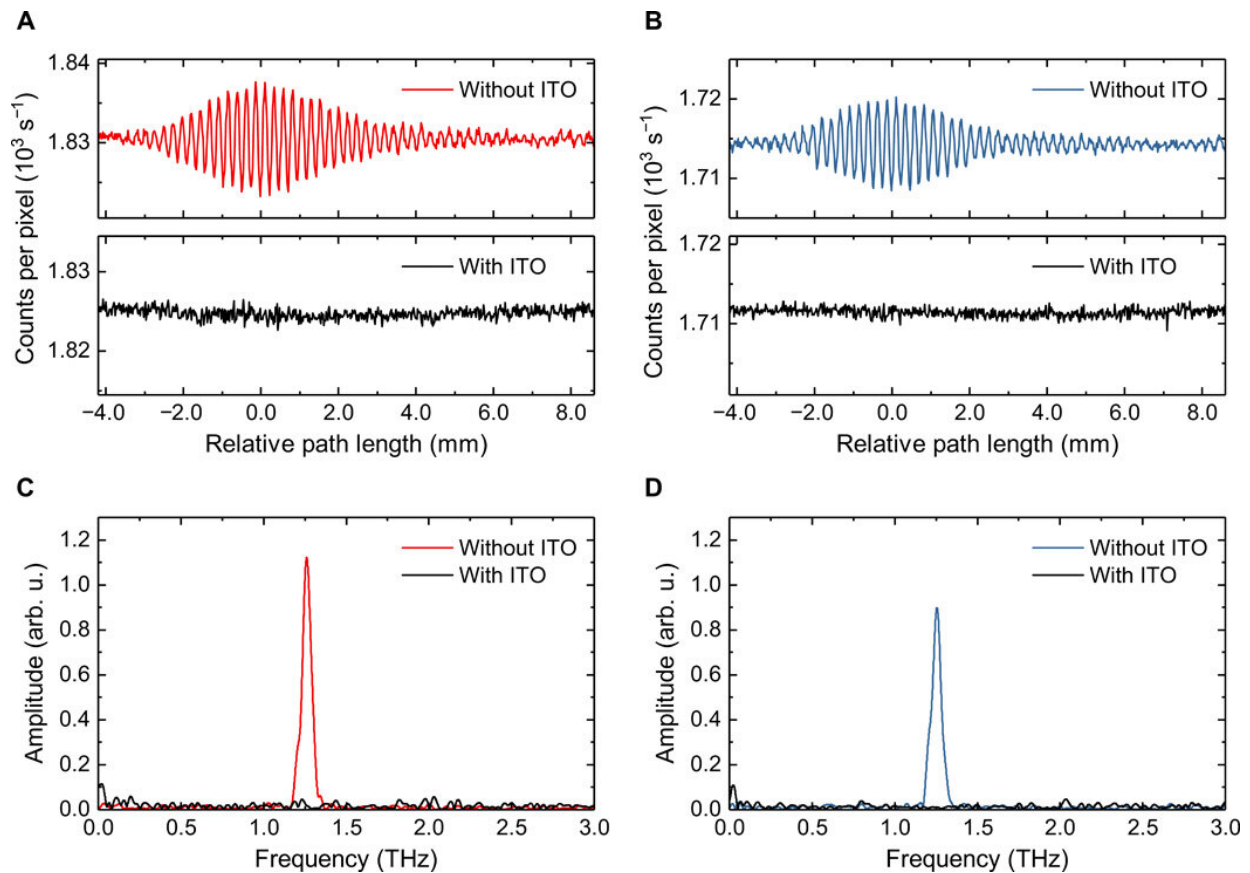 A
Counts per pixel (10³ s⁻¹)
1.84
1.83
Without ITO
1.83
1.82
With ITO
−4.0 −2.0 0.0 2.0 4.0 6.0 8.0
Relative path length (mm)
B
Counts per pixel (10³ s⁻¹)
1.72
1.71
Without ITO
1.72
1.71
With ITO
−4.0 −2.0 0.0 2.0 4.0 6.0 8.0
Relative path length (mm)
C
Amplitude (arb. u.)
1.2
1.0
0.8
0.6
0.4
0.2
0.0
Without ITO
With ITO
0.0 0.5 1.0 1.5 2.0 2.5 3.0
Frequency (THz)
D
Amplitude (arb. u.)
1.2
1.0
0.8
0.6
0.4
0.2
0.0
Without ITO
With ITO
0.0 0.5 1.0 1.5 2.0 2.5 3.0
Frequency (THz)